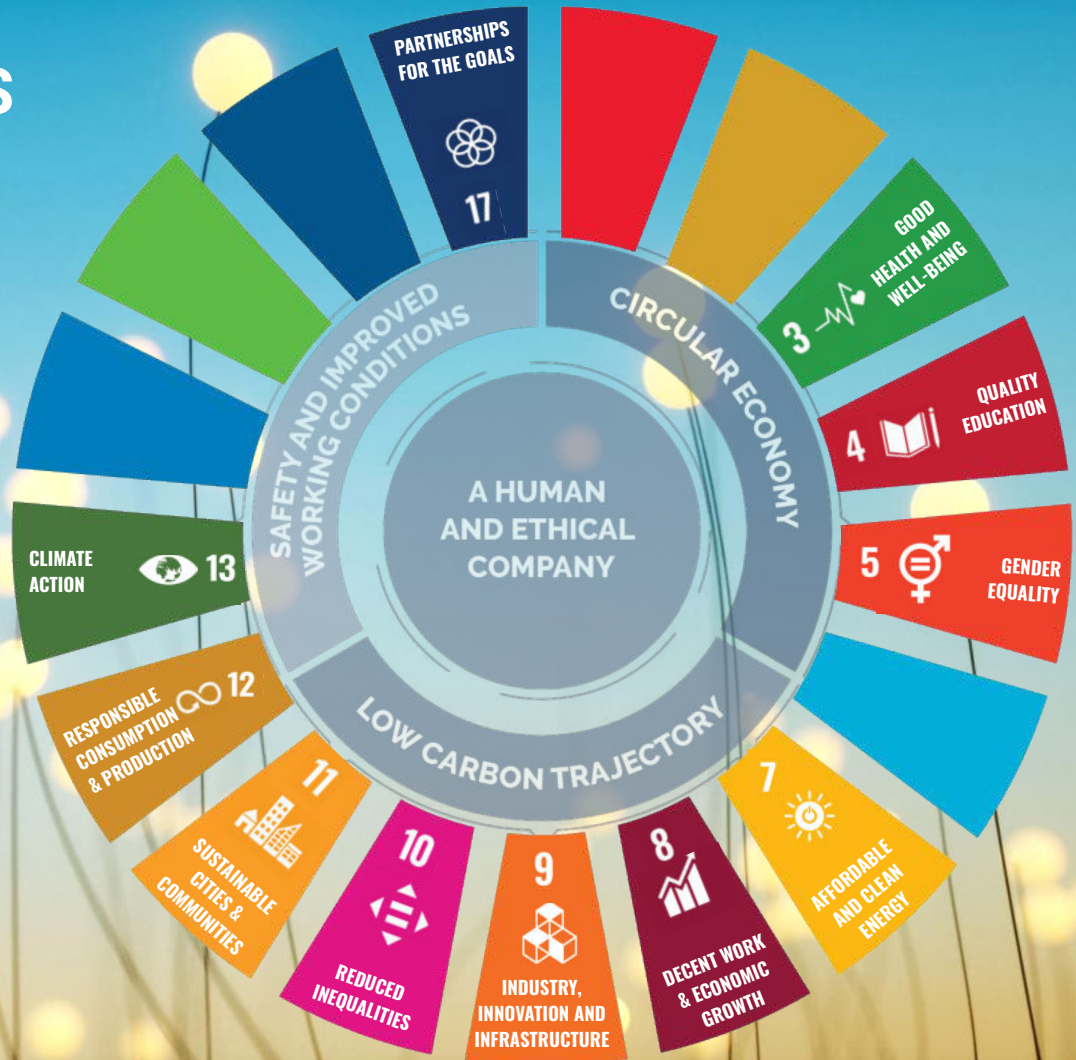 S
PARTNERSHIPS
FOR THE GOALS
17
GOOD
HEALTH AND
WELL-BEING
3
4
QUALITY
EDUCATION
5
GENDER
EQUALITY
7
AFFORDABLE
AND CLEAN
ENERGY
8
DECENT WORK
& ECONOMIC
GROWTH
9
INDUSTRY,
INNOVATION AND
INFRASTRUCTURE
10
REDUCED
INEQUALITIES
11
SUSTAINABLE
CITIES &
COMMUNITIES
12
RESPONSIBLE
CONSUMPTION
& PRODUCTION
13
CLIMATE
ACTION
SAFETY AND IMPROVED
WORKING CONDITIONS
CIRCULAR ECONOMY
LOW CARBON TRAJECTORY
A HUMAN
AND ETHICAL
COMPANY